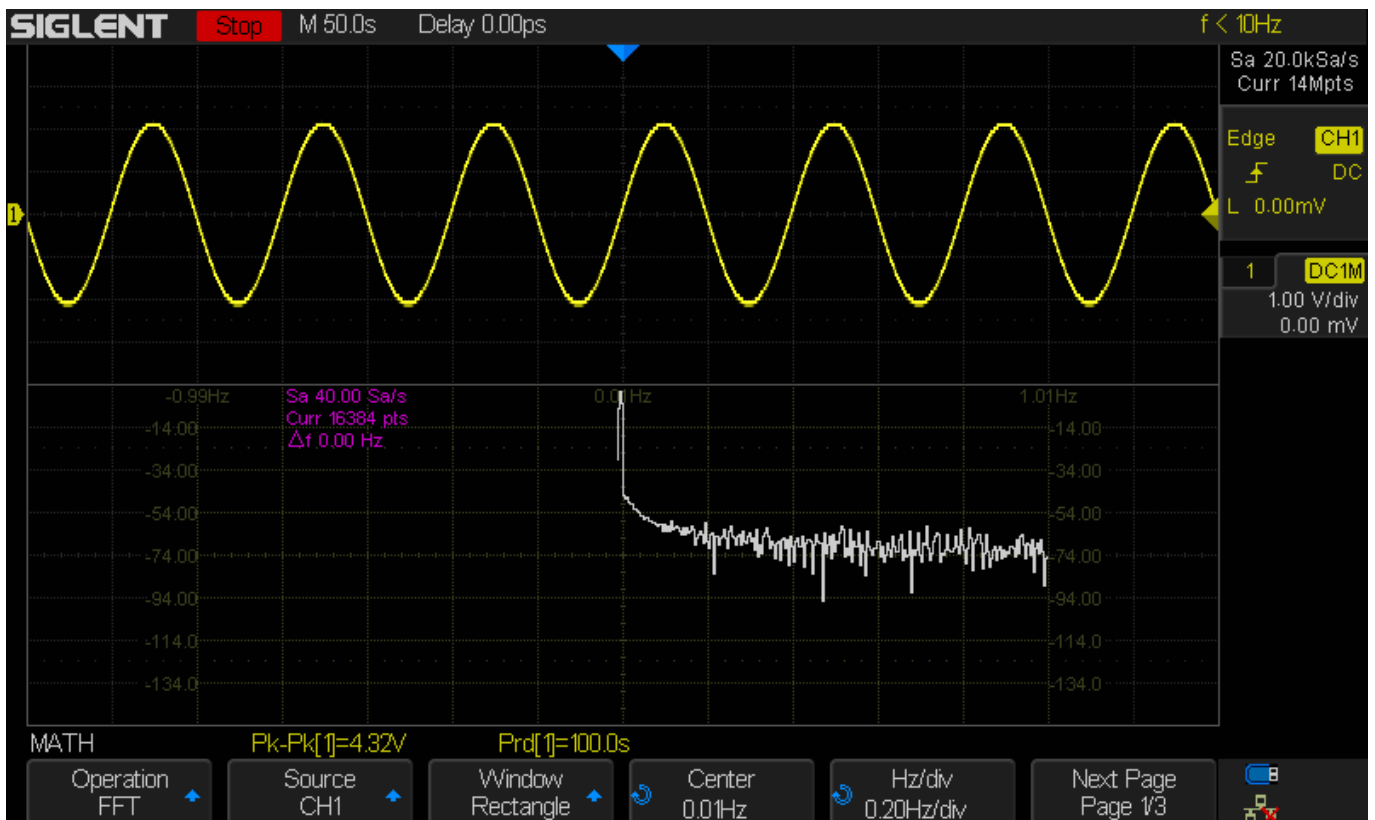 SIGLENT Stop M 50.0s Delay 0.00ps f < 10Hz
Sa 20.0kSa/s
Curr 14Mpts
Edge CH1
DC
L 0.00mV
1 DC1M
1.00 V/div
0.00 mV
1
-0.99Hz Sa 40.00 Sa/s 0.01Hz 1.01Hz
Curr 16384 pts
-14.00 Δf 0.00 Hz -14.00
-34.00 -34.00
-54.00 -54.00
-74.00 -74.00
-94.00 -94.00
-114.0 -114.0
-134.0 -134.0
MATH Pk-Pk[1]=4.32V Prd[1]=100.0s
Operation Source Window Center Hz/div Next Page
FFT CH1 Rectangle 0.01Hz 0.20Hz/div Page 1/3